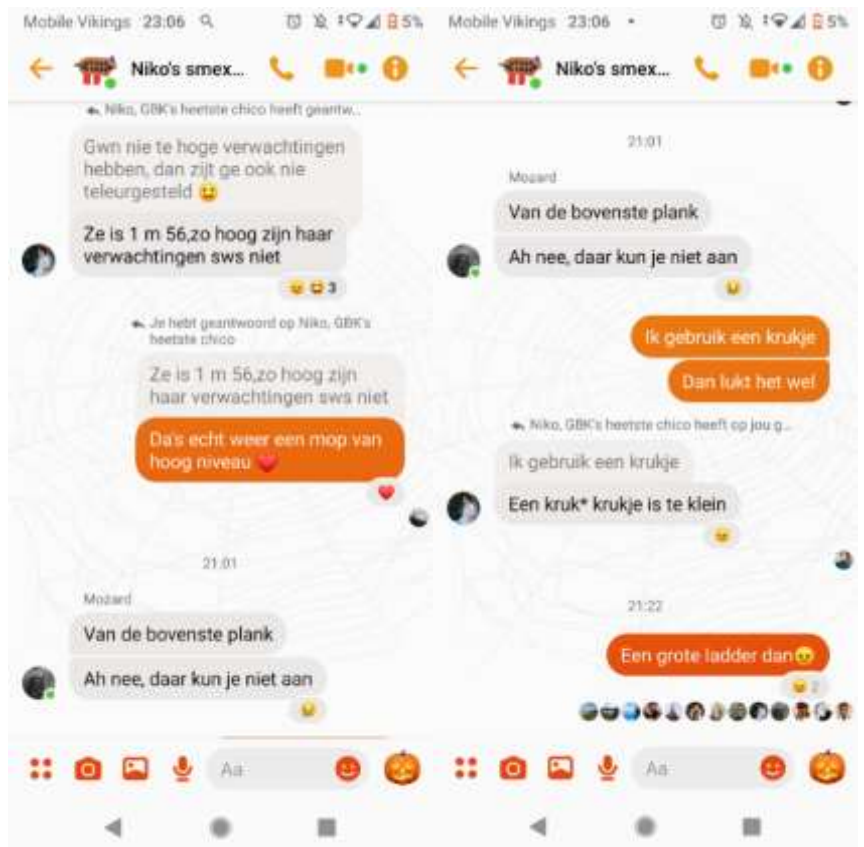 Mobile Vikings 23:06 5%
Niko's smex...
Niko, GBK's heetste chico heeft geantw...
Gwn nie te hoge verwachtingen
hebben, dan zijt ge ook nie
teleurgesteld
Ze is 1 m 56,zo hoog zijn haar
verwachtingen sws niet
3
Je hebt geantwoord op Niko, GBK's
heetste chico
Ze is 1 m 56,zo hoog zijn
haar verwachtingen sws niet
Da's echt weer een mop van
hoog niveau
21:01
Mozard
Van de bovenste plank
Ah nee, daar kun je niet aan
Aa
Mobile Vikings 23:06 5%
Niko's smex...
21:01
Mozard
Van de bovenste plank
Ah nee, daar kun je niet aan
Ik gebruik een krukje
Dan lukt het wel
Niko, GBK's heetste chico heeft op jou g...
Ik gebruik een krukje
Een kruk* krukje is te klein
21:22
Een grote ladder dan
2
Aa